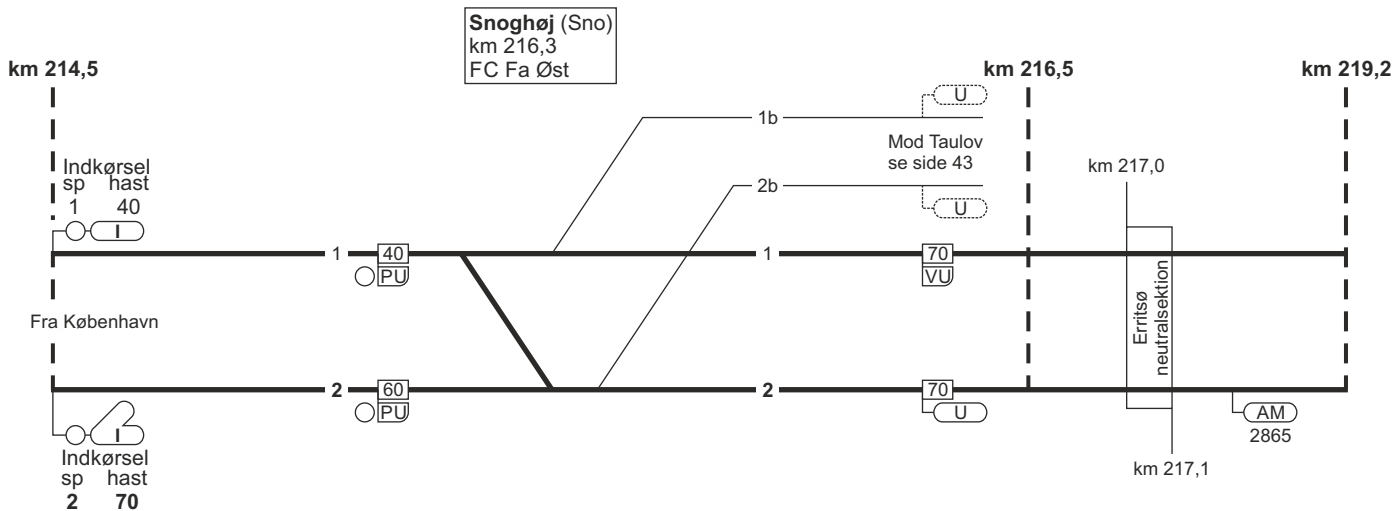 Snoghøj (Sno)
km 216,3
FC Fa Øst
km 214,5
km 216,5
km 219,2
U
1b
Mod Taulov
se side 43
2b
U
km 217,0
Indkørsel
sp hast
1 40
I
1
40
PU
1
70
VU
Fra København
Erritsø
neutralsektion
2
60
PU
2
70
U
AM
2865
I
Indkørsel
sp hast
2 70
km 217,1